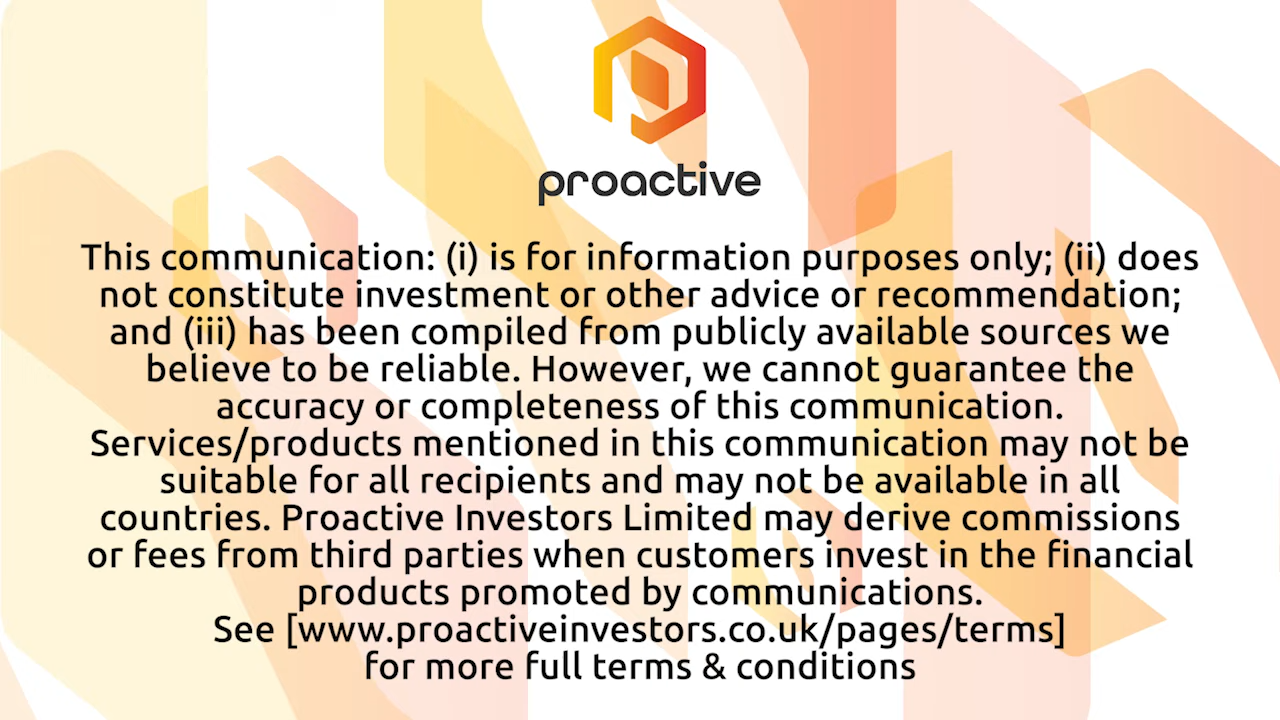 proactive
This communication: (i) is for information purposes only; (ii) does
not constitute investment or other advice or recommendation;
and (iii) has been compiled from publicly available sources we
believe to be reliable. However, we cannot guarantee the
accuracy or completeness of this communication.
Services/products mentioned in this communication may not be
suitable for all recipients and may not be available in all
countries. Proactive Investors Limited may derive commissions
or fees from third parties when customers invest in the financial
products promoted by communications.
See [www.proactiveinvestors.co.uk/pages/terms]
for more full terms & conditions